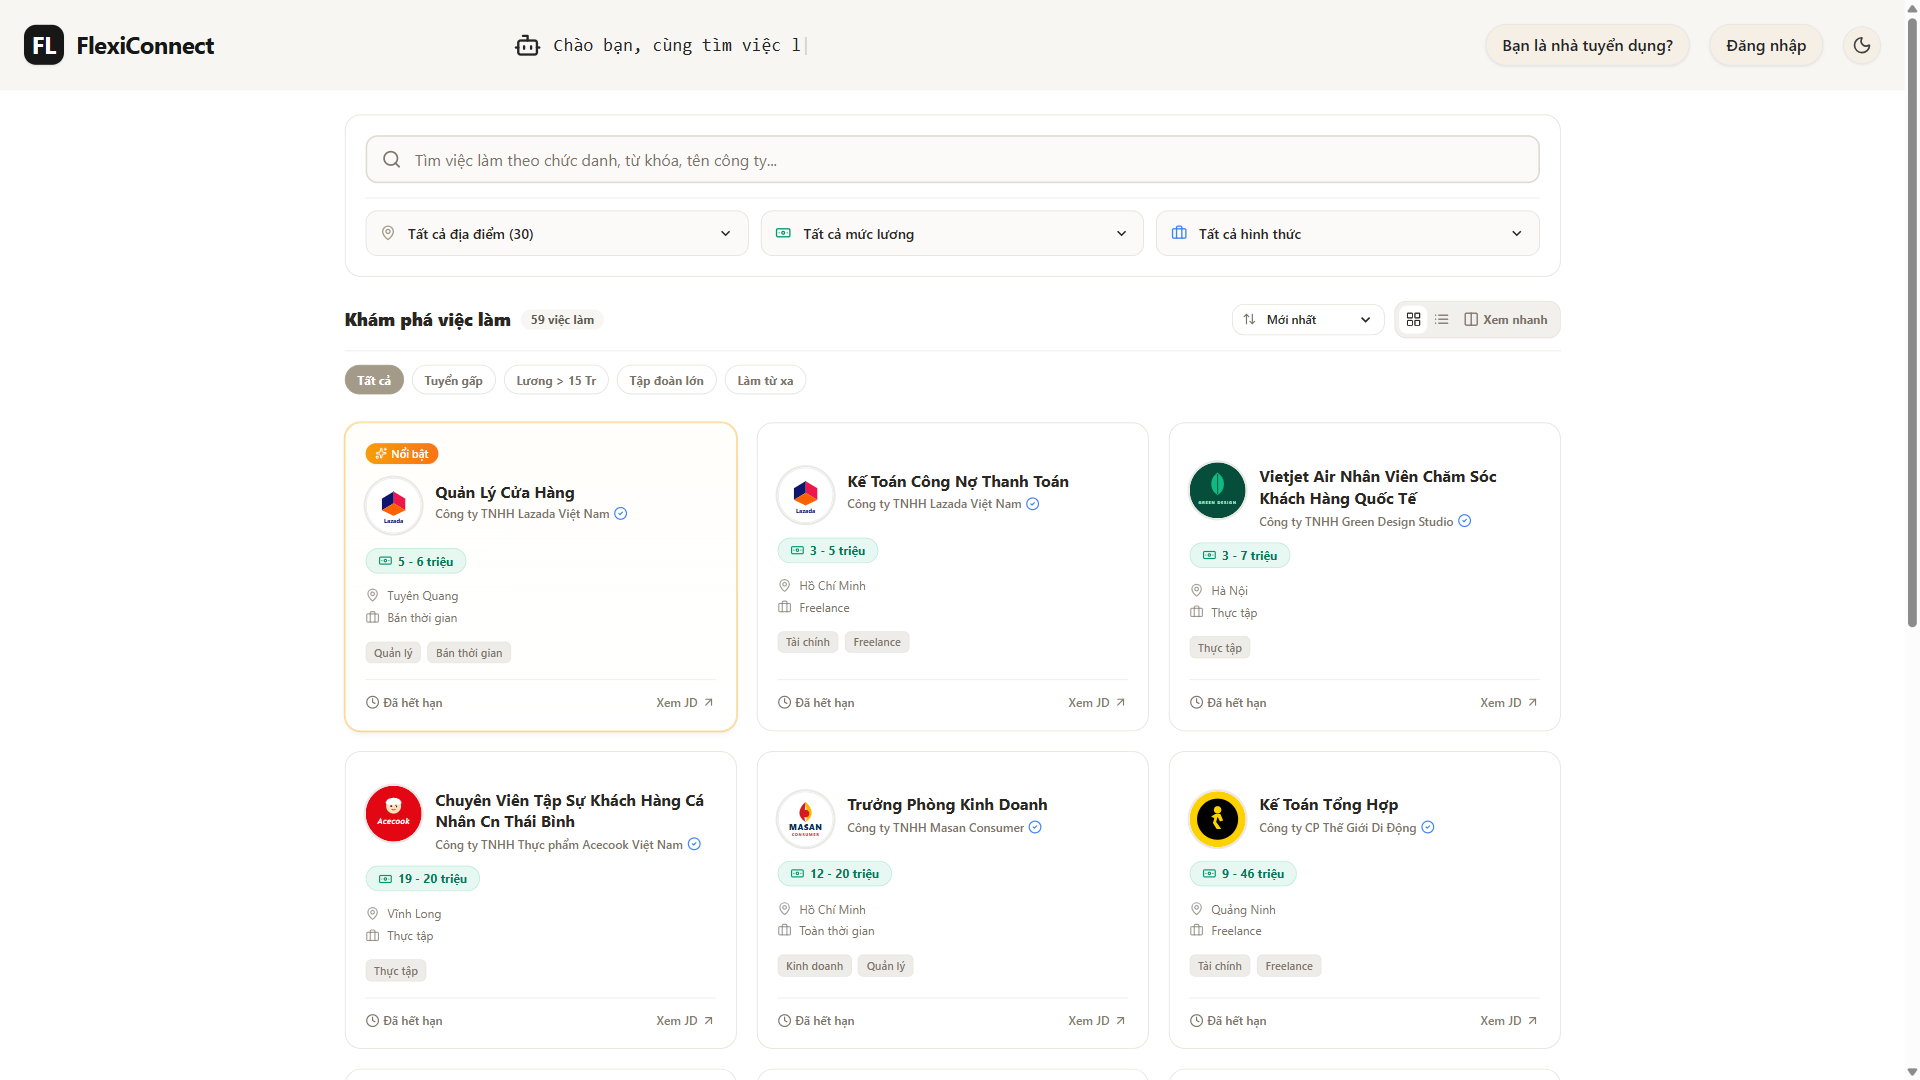 FL FlexiConnect
Chào bạn, cùng tìm việc l
Bạn là nhà tuyển dụng?
Đăng nhập
Tìm việc làm theo chức danh, từ khóa, tên công ty...
Tất cả địa điểm (30)
Tất cả mức lương
Tất cả hình thức
Khám phá việc làm
59 việc làm
Mới nhất
Xem nhanh
Tất cả
Tuyển gấp
Lương > 15 Tr
Tập đoàn lớn
Làm từ xa
Nổi bật
Lazada
Quản Lý Cửa Hàng
Công ty TNHH Lazada Việt Nam
5 - 6 triệu
Tuyên Quang
Bán thời gian
Quản lý
Bán thời gian
Đã hết hạn
Xem JD
Lazada
Kế Toán Công Nợ Thanh Toán
Công ty TNHH Lazada Việt Nam
3 - 5 triệu
Hồ Chí Minh
Freelance
Tài chính
Freelance
Đã hết hạn
Xem JD
GREEN DESIGN
Vietjet Air Nhân Viên Chăm Sóc
Khách Hàng Quốc Tế
Công ty TNHH Green Design Studio
3 - 7 triệu
Hà Nội
Thực tập
Thực tập
Đã hết hạn
Xem JD
Acecook
Chuyên Viên Tập Sự Khách Hàng Cá
Nhân Cn Thái Bình
Công ty TNHH Thực phẩm Acecook Việt Nam
19 - 20 triệu
Vĩnh Long
Thực tập
Thực tập
Đã hết hạn
Xem JD
MASAN
CONSUMER
Trưởng Phòng Kinh Doanh
Công ty TNHH Masan Consumer
12 - 20 triệu
Hồ Chí Minh
Toàn thời gian
Kinh doanh
Quản lý
Đã hết hạn
Xem JD
Kế Toán Tổng Hợp
Công ty CP Thế Giới Di Động
9 - 46 triệu
Quảng Ninh
Freelance
Tài chính
Freelance
Đã hết hạn
Xem JD